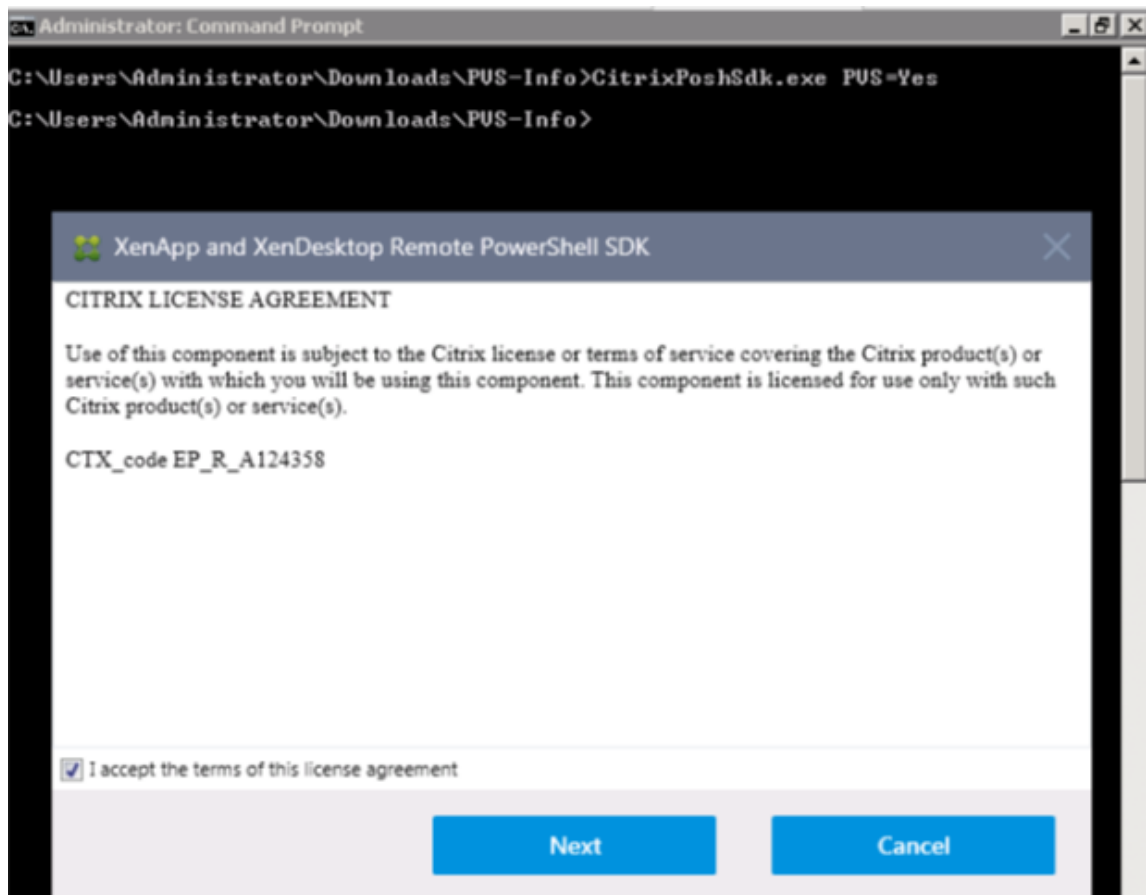 Administrator: Command Prompt
C:\Users\Administrator\Downloads\PVS-Info>CitrixPoshSdk.exe PVS=Yes
C:\Users\Administrator\Downloads\PVS-Info>
XenApp and XenDesktop Remote PowerShell SDK
CITRIX LICENSE AGREEMENT
Use of this component is subject to the Citrix license or terms of service covering the Citrix product(s) or
service(s) with which you will be using this component. This component is licensed for use only with such
Citrix product(s) or service(s).
CTX_code EP_R_A124358
I accept the terms of this license agreement
Next Cancel